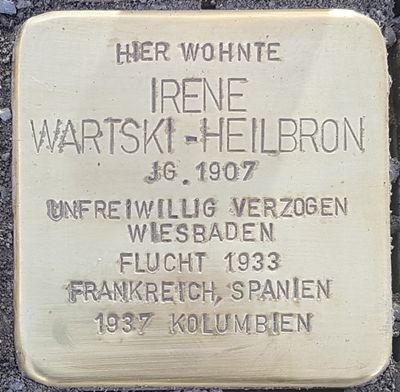 HIER WOHNTE
IRENE
WARTSKI-HEILBRON
JG. 1907
UNFREIWILLIG VERZOGEN
WIESBADEN
FLUCHT 1933
FRANKREICH, SPANIEN
1937 KOLUMBIEN